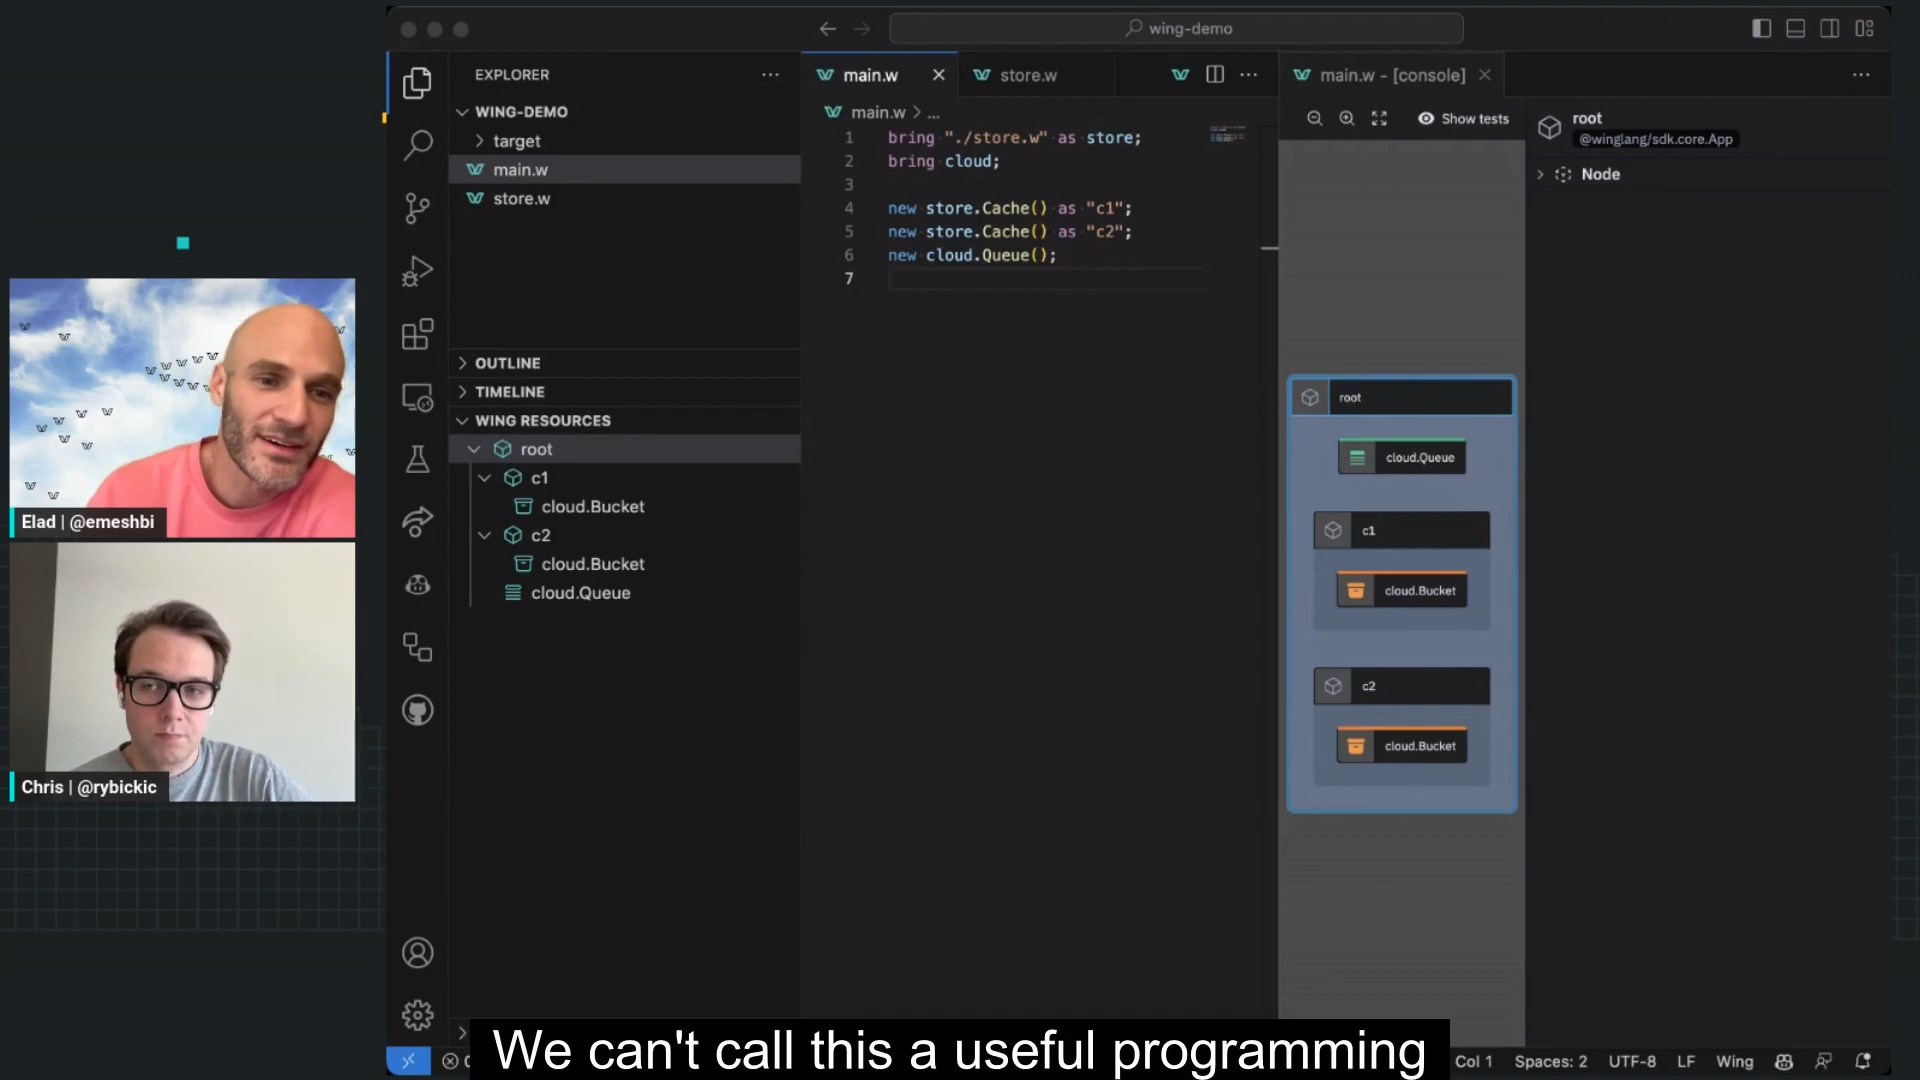 wing-demo
EXPLORER
WING-DEMO
target
main.w
store.w
OUTLINE
TIMELINE
WING RESOURCES
root
c1
cloud.Bucket
c2
cloud.Bucket
cloud.Queue
main.w
store.w
main.w > ...
1 bring "./store.w" as store;
2 bring cloud;
3
4 new store.Cache() as "c1";
5 new store.Cache() as "c2";
6 new cloud.Queue();
7
main.w - [console]
Show tests
root
cloud.Queue
c1
cloud.Bucket
c2
cloud.Bucket
root
@winglang/sdk.core.App
Node
Elad | @emeshbi
Chris | @rybickic
We can't call this a useful programming
Col 1 Spaces: 2 UTF-8 LF Wing